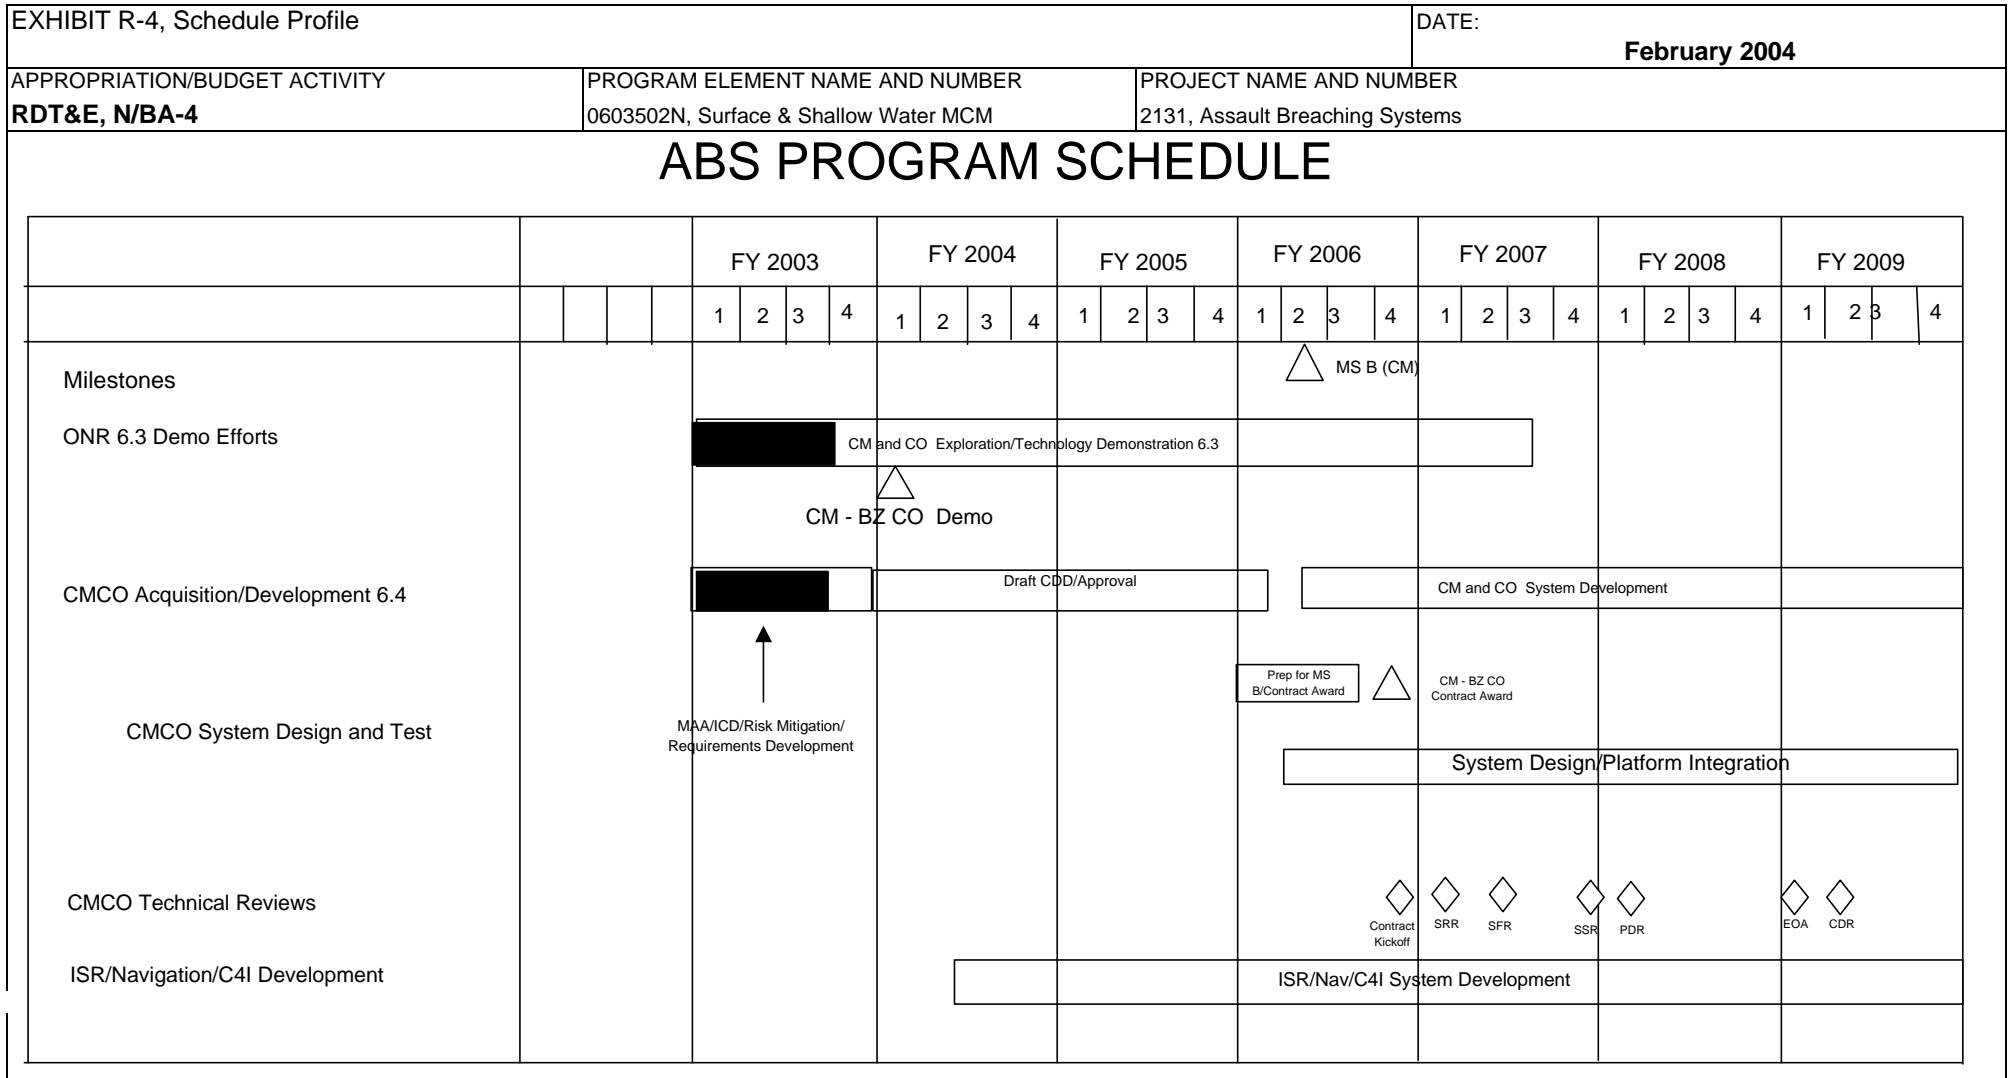 EXHIBIT R-4, Schedule Profile
DATE:
February 2004
APPROPRIATION/BUDGET ACTIVITY
PROGRAM ELEMENT NAME AND NUMBER
PROJECT NAME AND NUMBER
RDT&E, N/BA-4
0603502N, Surface & Shallow Water MCM
2131, Assault Breaching Systems
ABS PROGRAM SCHEDULE
FY 2003
FY 2004
FY 2005
FY 2006
FY 2007
FY 2008
FY 2009
1 2 3 4 1 2 3 4 1 2 3 4 1 2 3 4 1 2 3 4 1 2 3 4 1 2 3 4
Milestones
MS B (CM)
ONR 6.3 Demo Efforts
CM and CO Exploration/Technology Demonstration 6.3
CM - BZ CO Demo
CMCO Acquisition/Development 6.4
Draft CDD/Approval
CM and CO System Development
Prep for MS
B/Contract Award
CM - BZ CO
Contract Award
CMCO System Design and Test
MAA/ICD/Risk Mitigation/
Requirements Development
System Design/Platform Integration
CMCO Technical Reviews
Contract
Kickoff
SRR
SFR
SSR
PDR
EOA
CDR
ISR/Navigation/C4I Development
ISR/Nav/C4I System Development